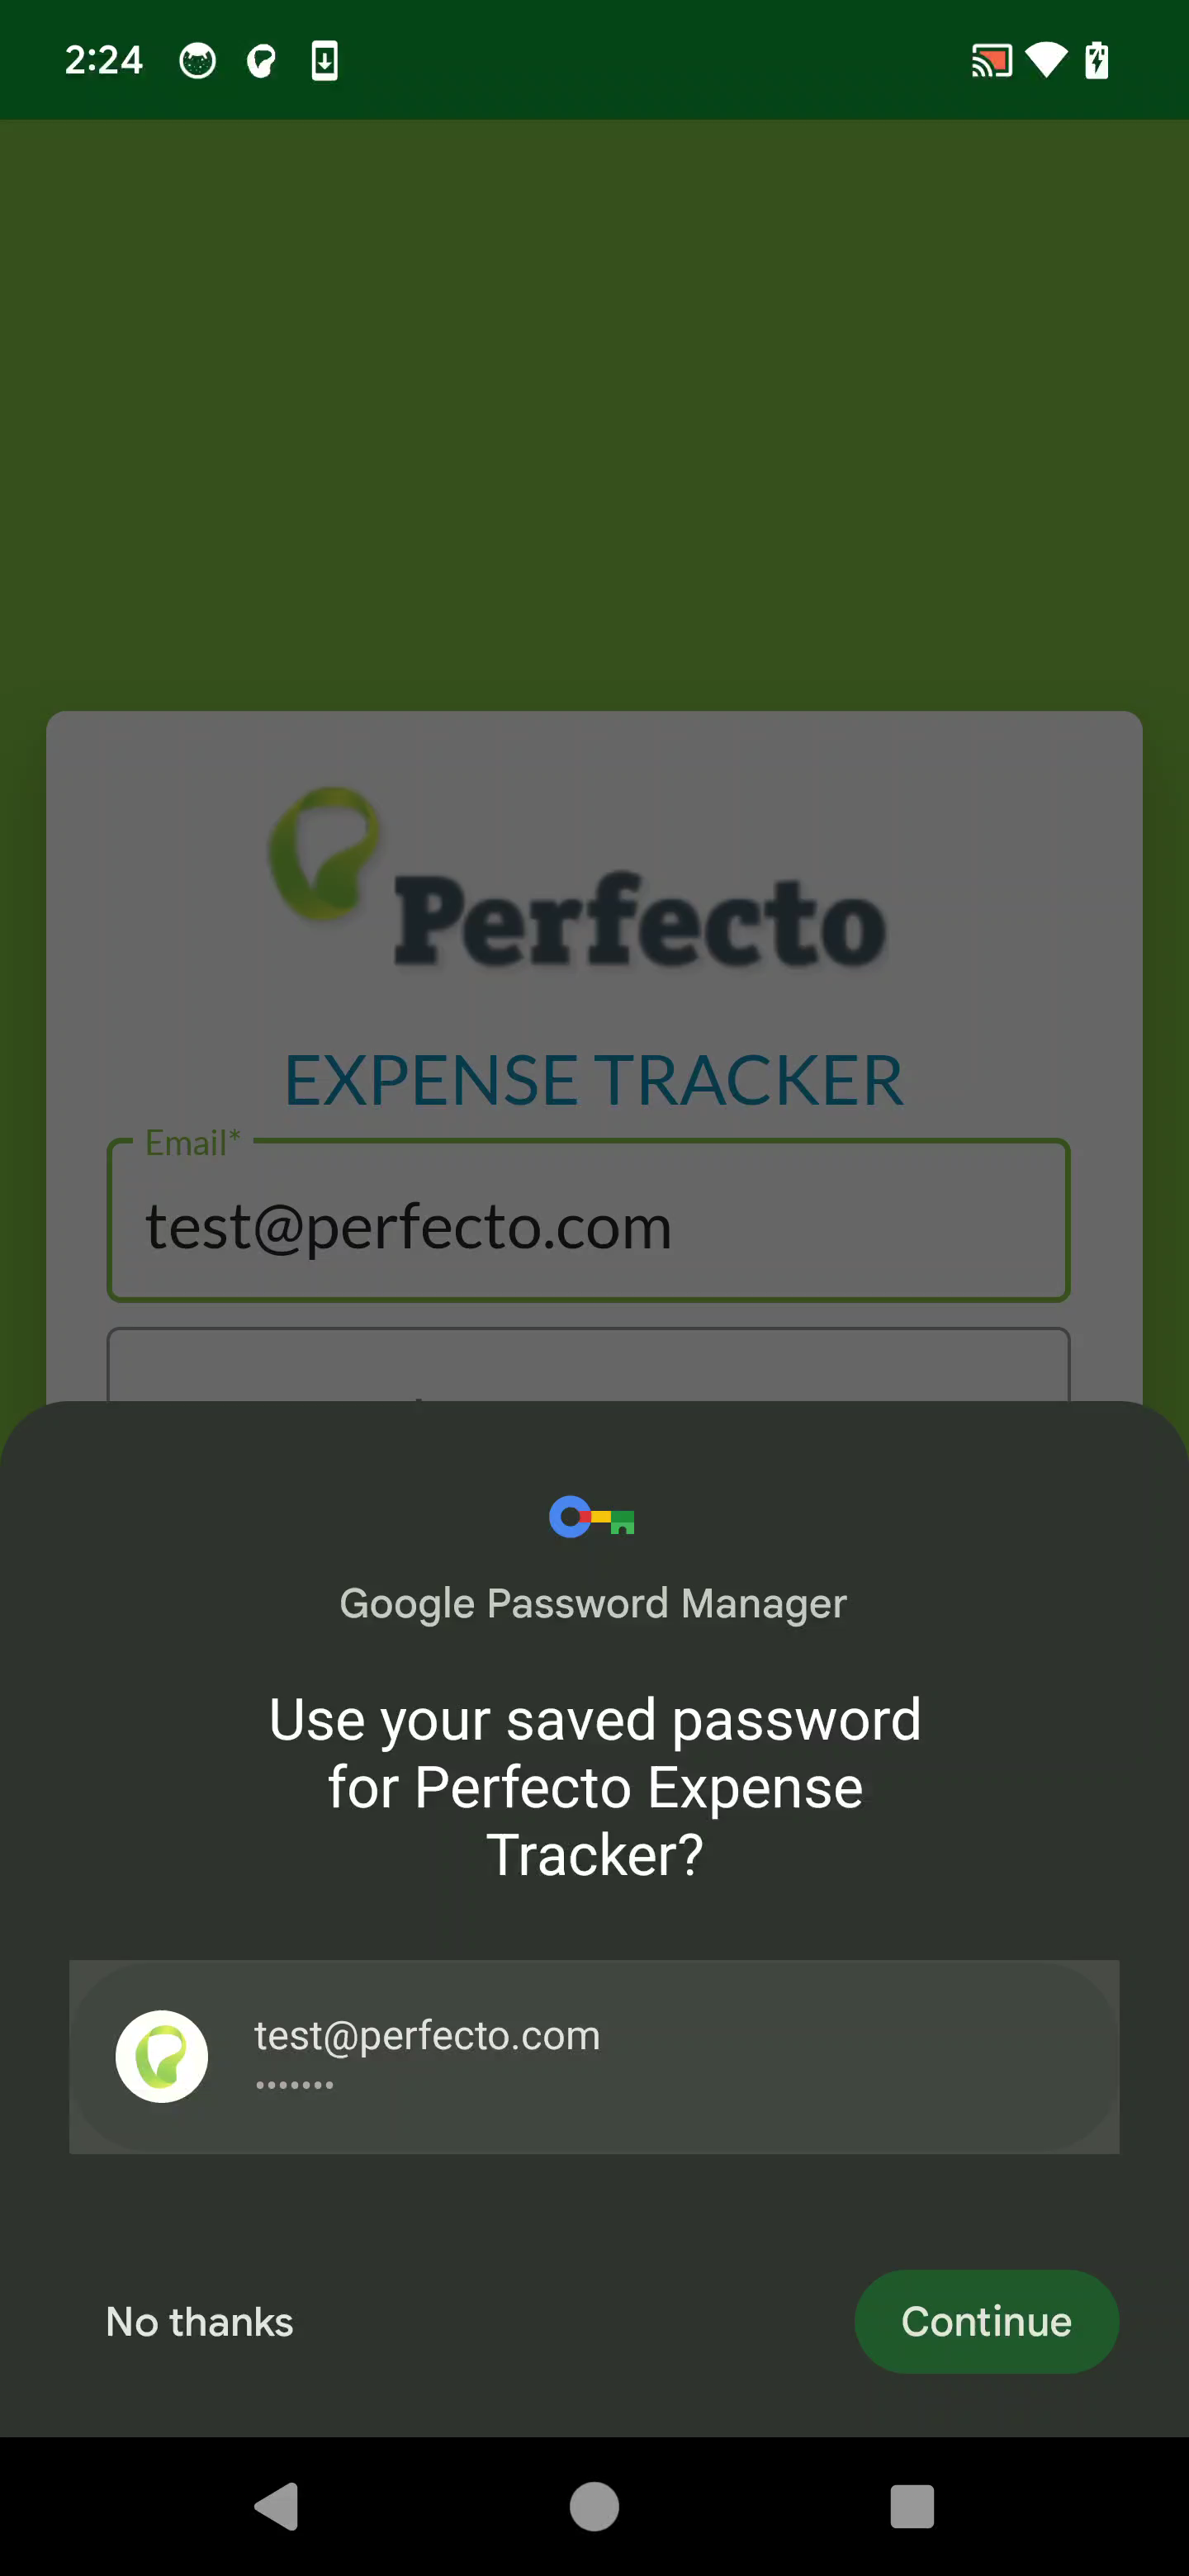 2:24
Perfecto
EXPENSE TRACKER
Email*
test@perfecto.com
Google Password Manager
Use your saved password
for Perfecto Expense
Tracker?
test@perfecto.com
•••••••
No thanks
Continue